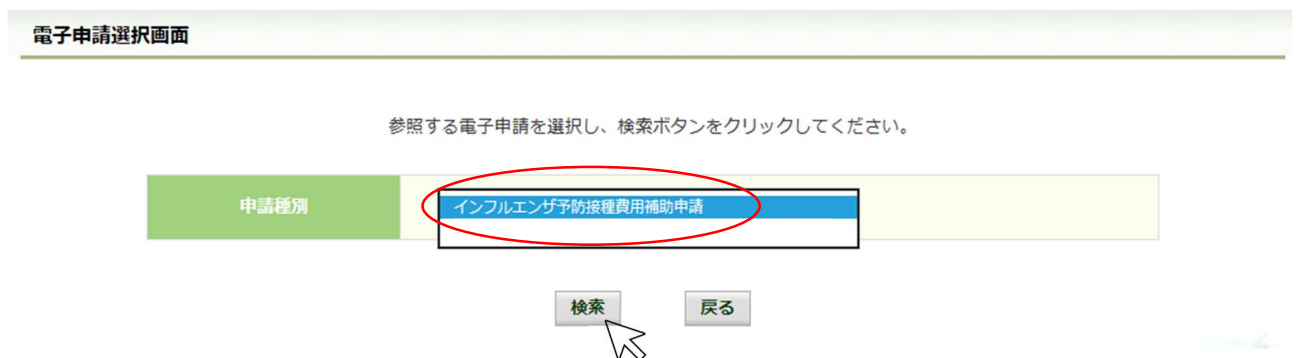 電子申請選択画面
参照する電子申請を選択し、検索ボタンをクリックしてください。
申請種別
インフルエンザ予防接種費用補助申請
検索
戻る